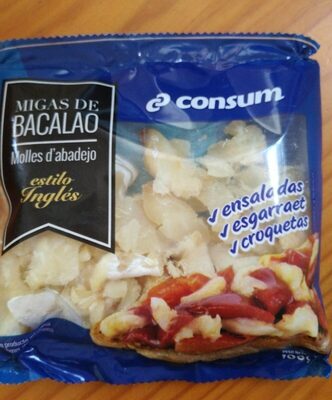 MIGAS DE
BACALAO
Molles d'abadejo
estilo
Inglés
consum
✓ ensaladas
✓ esgarraet
✓ croquetas